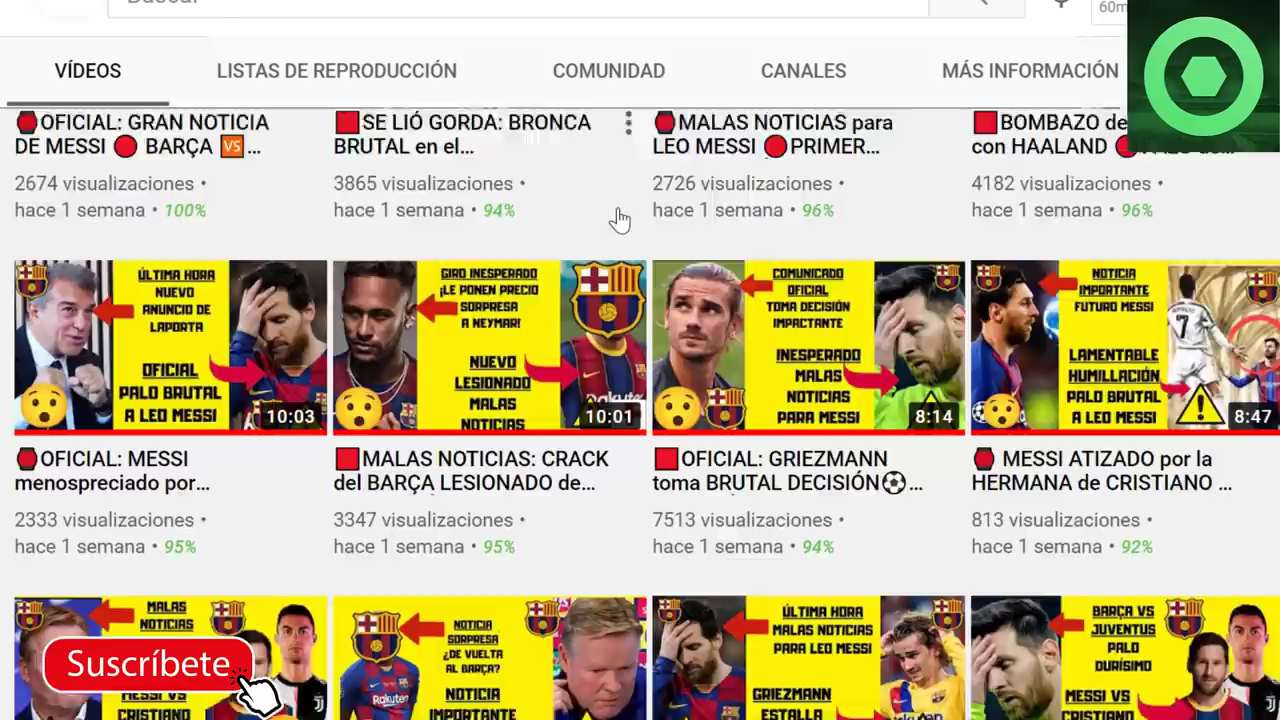 60m
VÍDEOS
LISTAS DE REPRODUCCIÓN
COMUNIDAD
CANALES
MÁS INFORMACIÓN
OFICIAL: GRAN NOTICIA
DE MESSI 🔴 BARÇA 🆚...
2674 visualizaciones •
hace 1 semana • 100%
SE LIÓ GORDA: BRONCA
BRUTAL en el...
3865 visualizaciones •
hace 1 semana • 94%
MALAS NOTICIAS para
LEO MESSI 🔴PRIMER...
2726 visualizaciones •
hace 1 semana • 96%
BOMBAZO de
con HAALAND
4182 visualizaciones •
hace 1 semana • 96%
ÚLTIMA HORA
NUEVO
ANUNCIO DE
LAPORTA
OFICIAL
PALO BRUTAL
A LEO MESSI
10:03
GIRO INESPERADO
¡LE PONEN PRECIO
SORPRESA
A NEYMAR!
NUEVO
LESIONADO
MALAS
NOTICIAS
10:01
COMUNICADO
OFICIAL
TOMA DECISIÓN
IMPACTANTE
INESPERADO
MALAS
NOTICIAS
PARA MESSI
8:14
NOTICIA
IMPORTANTE
FUTURO MESSI
7
LAMENTABLE
HUMILLACIÓN
PALO BRUTAL
A LEO MESSI
8:47
OFICIAL: MESSI
menospreciado por...
2333 visualizaciones •
hace 1 semana • 95%
MALAS NOTICIAS: CRACK
del BARÇA LESIONADO de...
3347 visualizaciones •
hace 1 semana • 95%
OFICIAL: GRIEZMANN
toma BRUTAL DECISIÓN⚽...
7513 visualizaciones •
hace 1 semana • 94%
MESSI ATIZADO por la
HERMANA de CRISTIANO ...
813 visualizaciones •
hace 1 semana • 92%
MALAS
NOTICIAS
Suscríbete
MESSI VS
CRISTIANO
NOTICIA
SORPRESA
¿DE VUELTA
AL BARÇA?
NOTICIA
IMPORTANTE
Rakuten
ÚLTIMA HORA
MALAS NOTICIAS
PARA LEO MESSI
GRIEZMANN
ESTALLA
BARÇA VS
JUVENTUS
PALO
DURÍSIMO
MESSI VS
CRISTIANO